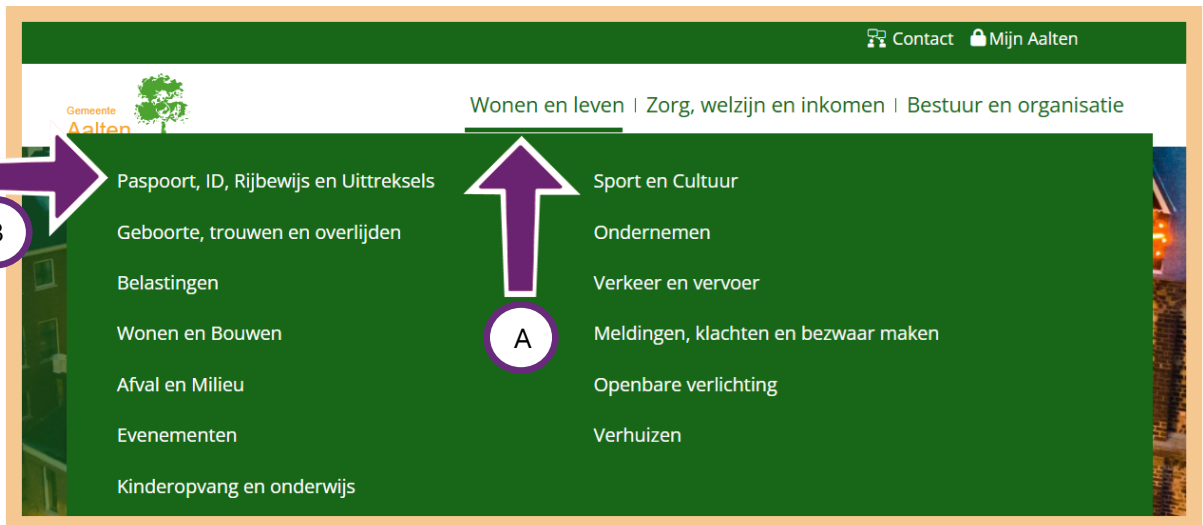 Contact Mijn Aalten
Gemeente
Aalten
Wonen en leven | Zorg, welzijn en inkomen | Bestuur en organisatie
Paspoort, ID, Rijbewijs en Uittreksels
Geboorte, trouwen en overlijden
Belastingen
Wonen en Bouwen
Afval en Milieu
Evenementen
Kinderopvang en onderwijs
Sport en Cultuur
Ondernemen
Verkeer en vervoer
Meldingen, klachten en bezwaar maken
Openbare verlichting
Verhuizen
A